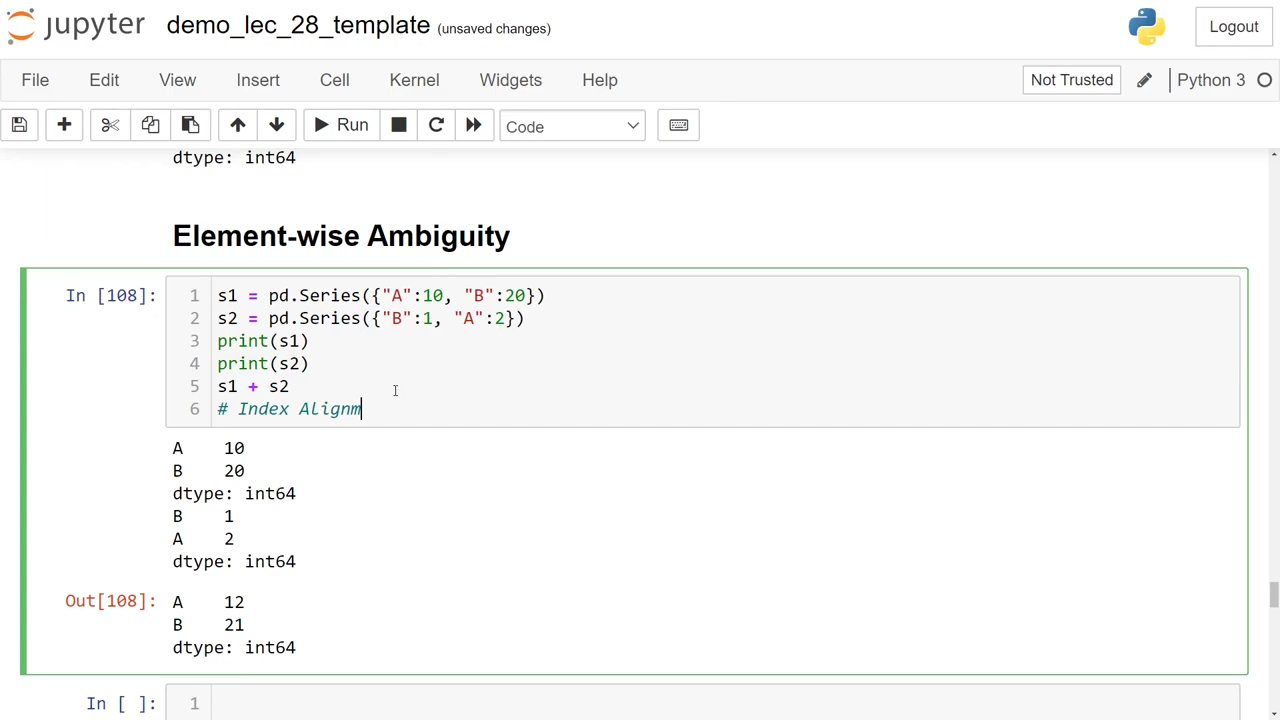 jupyter demo_lec_28_template (unsaved changes) Logout
File Edit View Insert Cell Kernel Widgets Help Not Trusted Python 3
Run Code
dtype: int64
Element-wise Ambiguity
In [108]: 1 s1 = pd.Series({"A":10, "B":20})
2 s2 = pd.Series({"B":1, "A":2})
3 print(s1)
4 print(s2)
5 s1 + s2
6 # Index Alignm
A 10
B 20
dtype: int64
B 1
A 2
dtype: int64
Out[108]: A 12
B 21
dtype: int64
In [ ]: 1